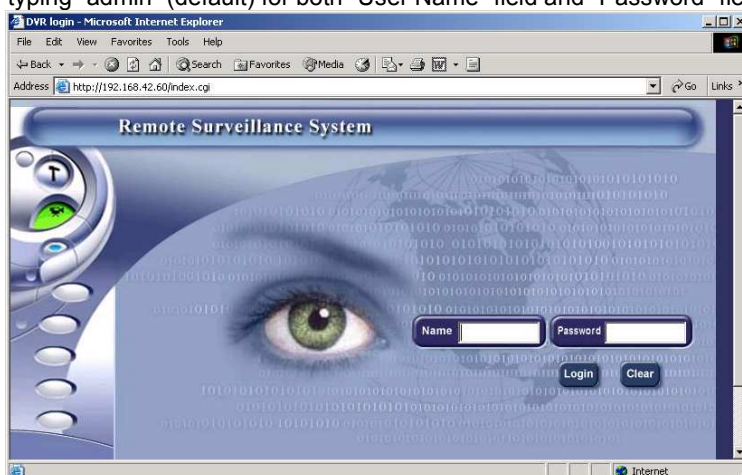 typing "admin" (default) for both "User Name" field and "Password"
DVR login - Microsoft Internet Explorer
File Edit View Favorites Tools Help
Back Search Favorites Media
Address http://192.168.42.60/index.cgi Go Links
Remote Surveillance System
Name Password
Login Clear
Internet